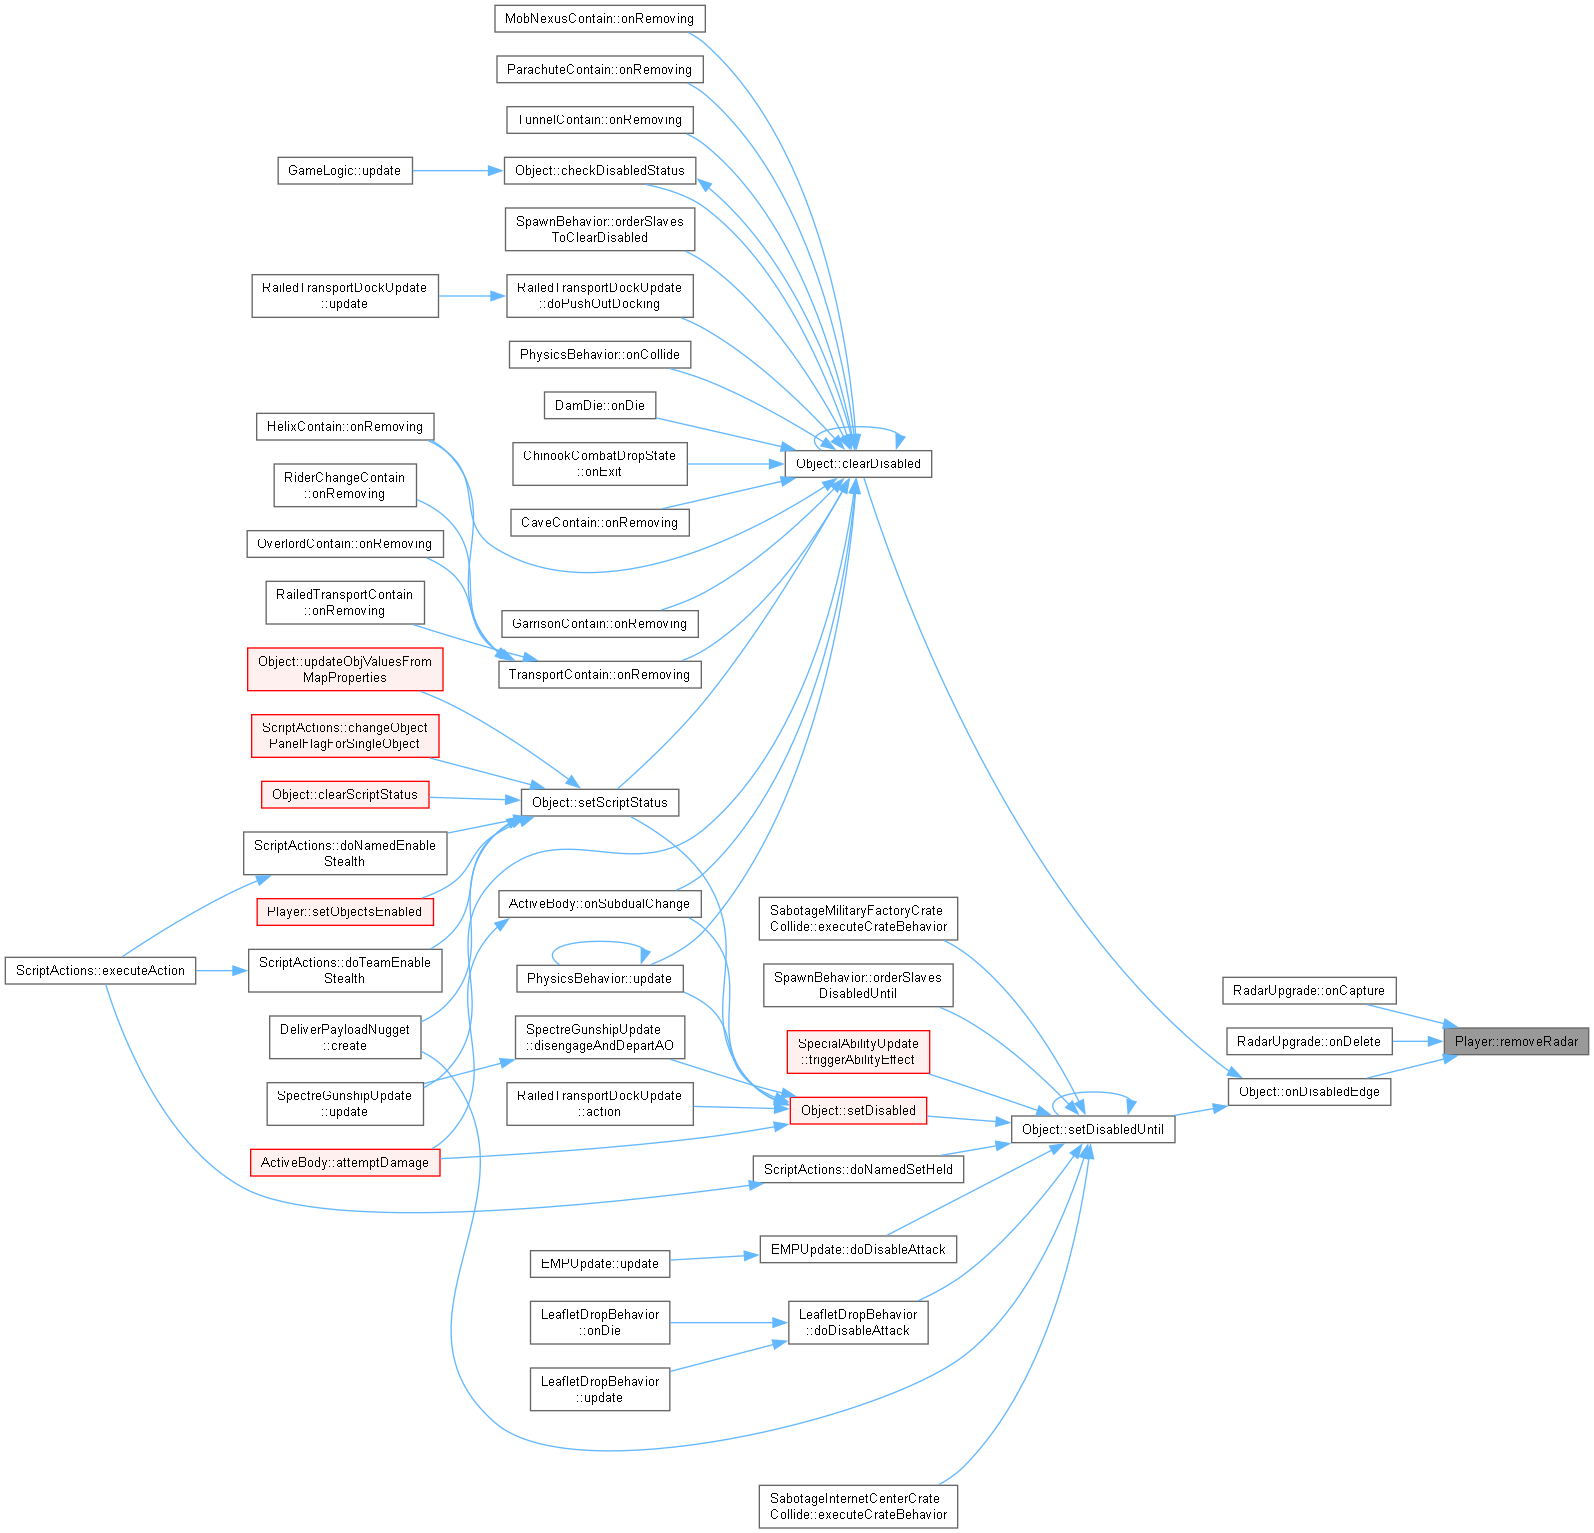 MobNexusContain::onRemoving
ParachuteContain::onRemoving
TunnelContain::onRemoving
GameLogic::update
Object::checkDisabledStatus
SpawnBehavior::orderSlaves
ToClearDisabled
RailedTransportDockUpdate
::update
RailedTransportDockUpdate
::doPushOutDocking
PhysicsBehavior::onCollide
DamDie::onDie
HelixContain::onRemoving
ChinookCombatDropState
::onExit
Object::clearDisabled
RiderChangeContain
::onRemoving
CaveContain::onRemoving
OverlordContain::onRemoving
RailedTransportContain
::onRemoving
GarrisonContain::onRemoving
Object::updateObjValuesFrom
MapProperties
TransportContain::onRemoving
ScriptActions::changeObject
PanelFlagForSingleObject
Object::clearScriptStatus
Object::setScriptStatus
ScriptActions::doNamedEnable
Stealth
Player::setObjectsEnabled
ActiveBody::onSubdualChange
SabotageMilitaryFactoryCrate
Collide::executeCrateBehavior
ScriptActions::executeAction
ScriptActions::doTeamEnable
Stealth
PhysicsBehavior::update
SpawnBehavior::orderSlaves
DisabledUntil
RadarUpgrade::onCapture
DeliverPayloadNugget
::create
SpectreGunshipUpdate
::disengageAndDepartAO
SpecialAbilityUpdate
::triggerAbilityEffect
RadarUpgrade::onDelete
Player::removeRadar
SpectreGunshipUpdate
::update
RailedTransportDockUpdate
::action
Object::setDisabled
Object::onDisabledEdge
Object::setDisabledUntil
ActiveBody::attemptDamage
ScriptActions::doNamedSetHeld
EMPUpdate::update
EMPUpdate::doDisableAttack
LeafletDropBehavior
::onDie
LeafletDropBehavior
::doDisableAttack
LeafletDropBehavior
::update
SabotageInternetCenterCrate
Collide::executeCrateBehavior